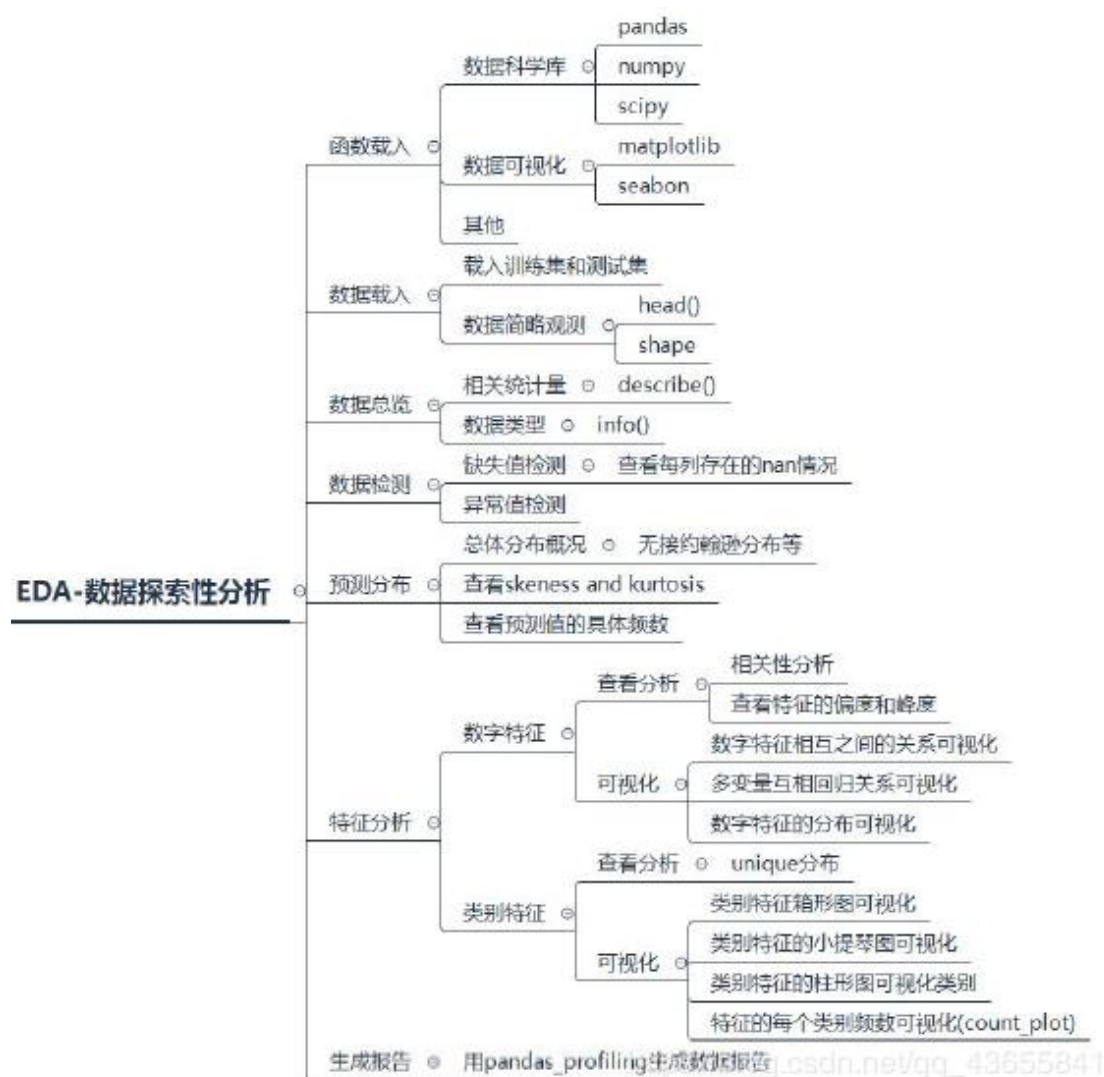 pandas
数据科学库
numpy
scipy
函数载入
matplotlib
数据可视化
seabon
其他
载入训练集和测试集
数据载入
head()
数据简略观测
shape
相关统计量
describe()
数据总览
数据类型
info()
缺失值检测
查看每列存在的nan情况
数据检测
异常值检测
总体分布概况
无接约翰逊分布等
EDA-数据探索性分析
预测分布
查看skeness and kurtosis
查看预测值的具体频数
相关性分析
查看分析
查看特征的偏度和峰度
数字特征
数字特征相互之间的关系可视化
可视化
多变量互相回归关系可视化
数字特征的分布可视化
特征分析
查看分析
unique分布
类别特征
类别特征箱形图可视化
类别特征的小提琴图可视化
可视化
类别特征的柱形图可视化类别
特征的每个类别频数可视化(count_plot)
生成报告
用pandas_profiling生成数据报告
g.csdn.net/qq_43655841